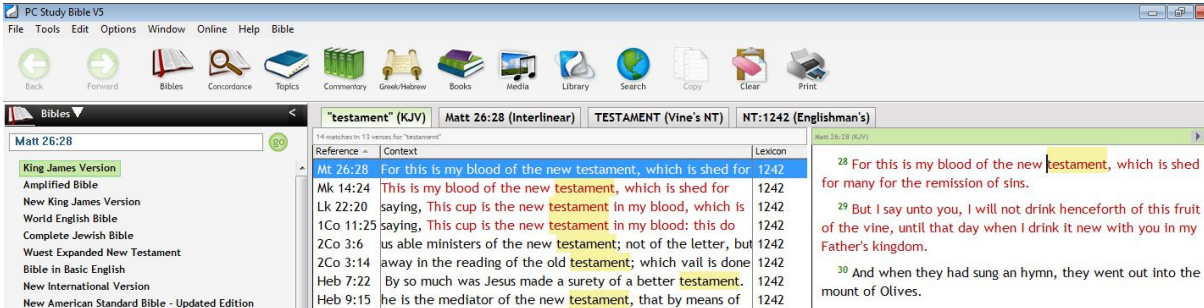 PC Study Bible V5
File Tools Edit Options Window Online Help Bible
Back Forward Bibles Concordance Topics Commentary Greek/Hebrew Books Media Library Search Copy Clear Print
Bibles <
Matt 26:28 go
King James Version
Amplified Bible
New King James Version
World English Bible
Complete Jewish Bible
Wuest Expanded New Testament
Bible in Basic English
New International Version
New American Standard Bible - Updated Edition
"testament" (KJV) Matt 26:28 (Interlinear) TESTAMENT (Vine's NT) NT:1242 (Englishman's)
14 matches in 13 verses for "testament"
Reference Context Lexicon
Mt 26:28 For this is my blood of the new testament, which is shed for 1242
Mk 14:24 This is my blood of the new testament, which is shed for 1242
Lk 22:20 saying, This cup is the new testament in my blood, which is 1242
1Co 11:25 saying, This cup is the new testament in my blood: this do 1242
2Co 3:6 us able ministers of the new testament; not of the letter, but 1242
2Co 3:14 away in the reading of the old testament; which vail is done 1242
Heb 7:22 By so much was Jesus made a surety of a better testament. 1242
Heb 9:15 he is the mediator of the new testament, that by means of 1242
Matt 26:28 (KJV)
28 For this is my blood of the new testament, which is shed
for many for the remission of sins.
29 But I say unto you, I will not drink henceforth of this fruit
of the vine, until that day when I drink it new with you in my
Father's kingdom.
30 And when they had sung an hymn, they went out into the
mount of Olives.